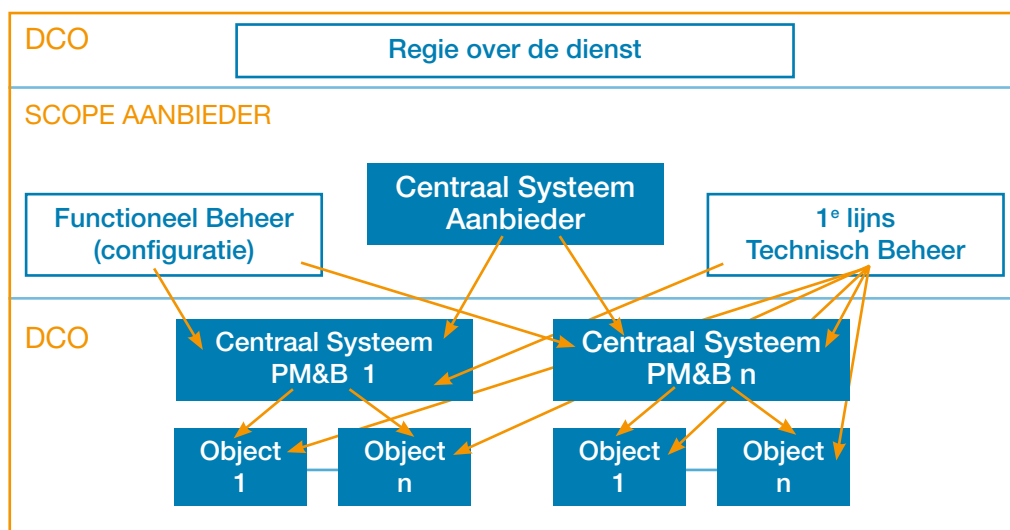 DCO
Regie over de dienst
SCOPE AANBIEDER
Centraal Systeem
Aanbieder
Functioneel Beheer
(configuratie)
1e lijns
Technisch Beheer
DCO
Centraal Systeem
PM&B 1
Centraal Systeem
PM&B n
Object
1
Object
n
Object
1
Object
n